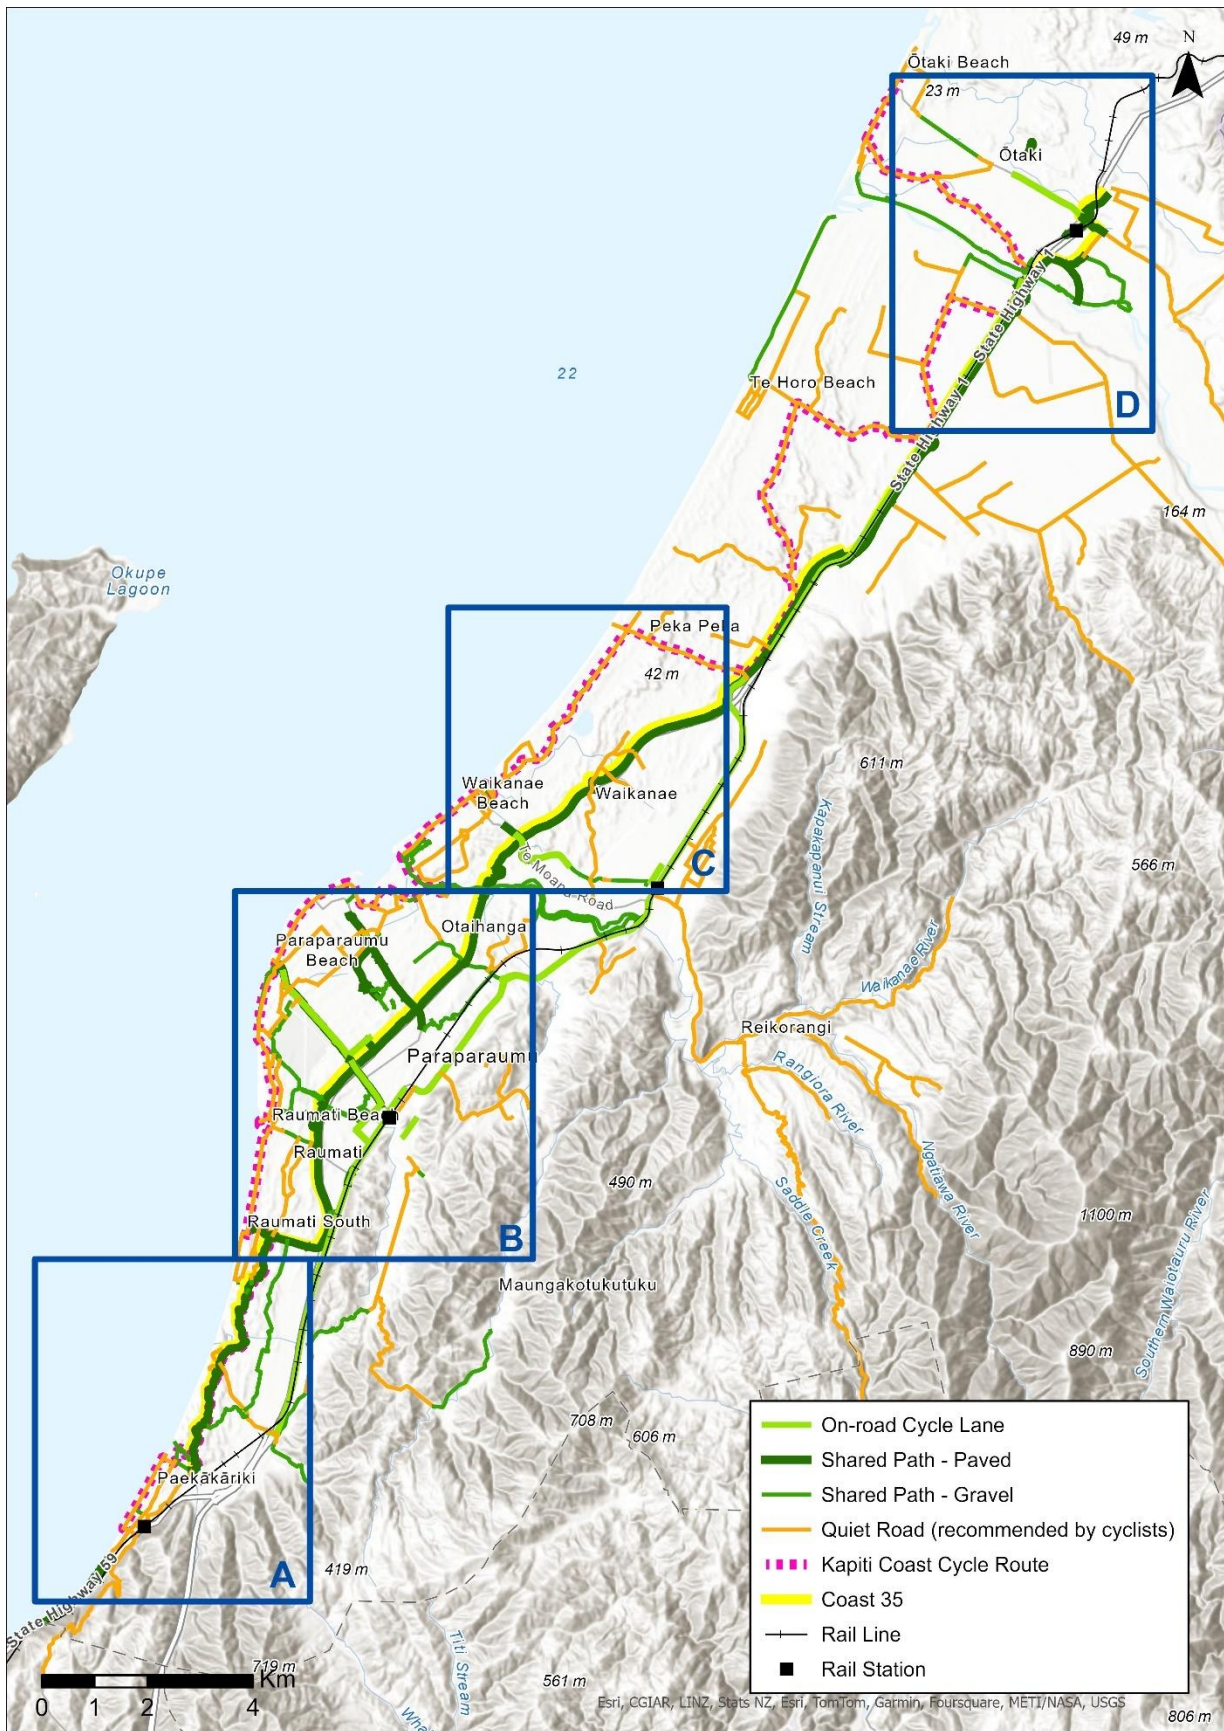 49 m
N
Ōtaki Beach
23 m
Ōtaki
State Highway 1
22
Te Horo Beach
D
State Highway 1
164 m
Okupe
Lagoon
Peka Peka
42 m
611 m
Waikanae
Beach
Waikanae
Kapakapanui Stream
566 m
C
Te Moana Road
Otaihanga
Paraparaumu
Beach
Waikanae River
Reikorangi
Paraparaumu
Rangiora River
Raumati Beach
Raumati
Ngatiawa River
490 m
Saddle Creek
1100 m
Raumati South
B
Southern Waiotauru River
Maungakotukutuku
890 m
708 m
606 m
Paekākāriki
On-road Cycle Lane
Shared Path - Paved
Shared Path - Gravel
Quiet Road (recommended by cyclists)
Kapiti Coast Cycle Route
Coast 35
Rail Line
Rail Station
State Highway 59
A
419 m
719 m
Km
0 1 2 4
Titi Stream
561 m
Esri, CGIAR, LINZ, Stats NZ, Esri, TomTom, Garmin, Foursquare, METI/NASA, USGS
806 m